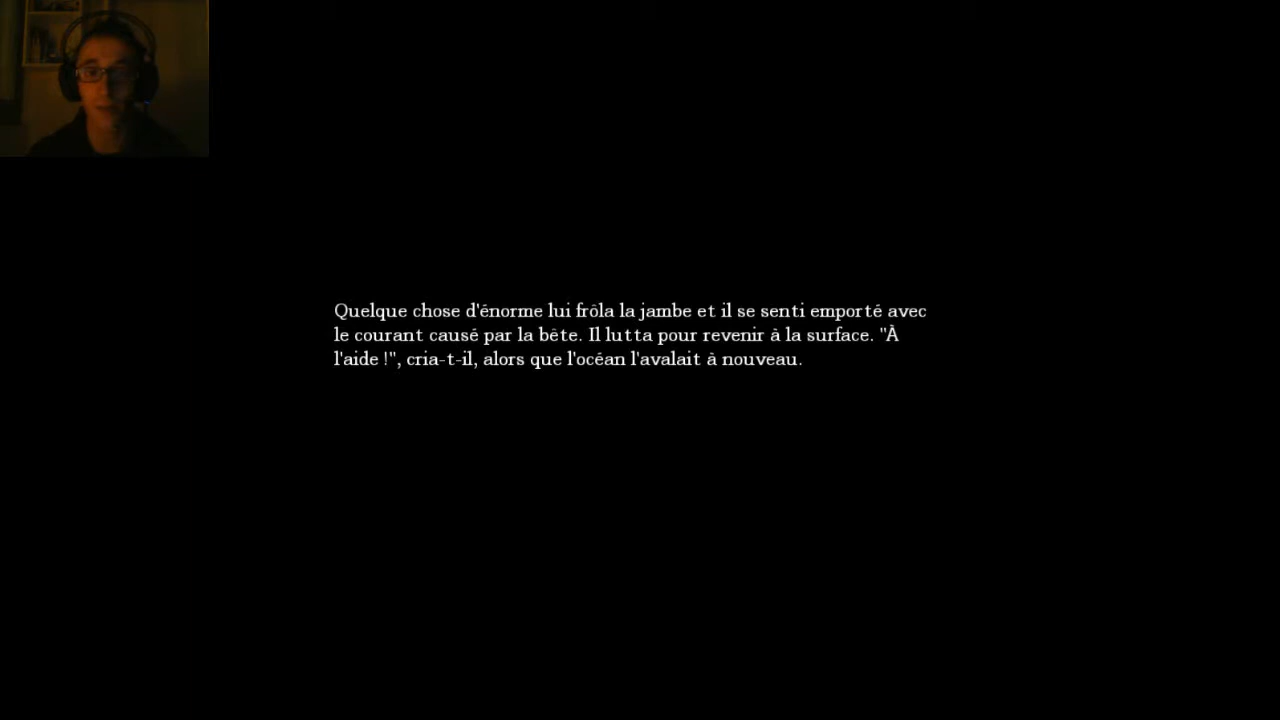 Quelque chose d'énorme lui frôla la jambe et il se senti emporté avec
le courant causé par la bête. Il lutta pour revenir à la surface. "À
l'aide !", cria-t-il, alors que l'océan l'avalait à nouveau.